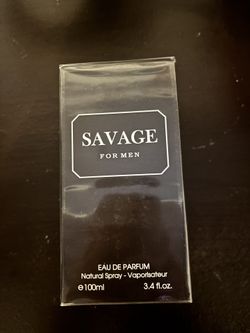 SAVAGE
FOR MEN
EAU DE PARFUM
Natural Spray - Vaporisateur
℮100ml 3.4 fl.oz.